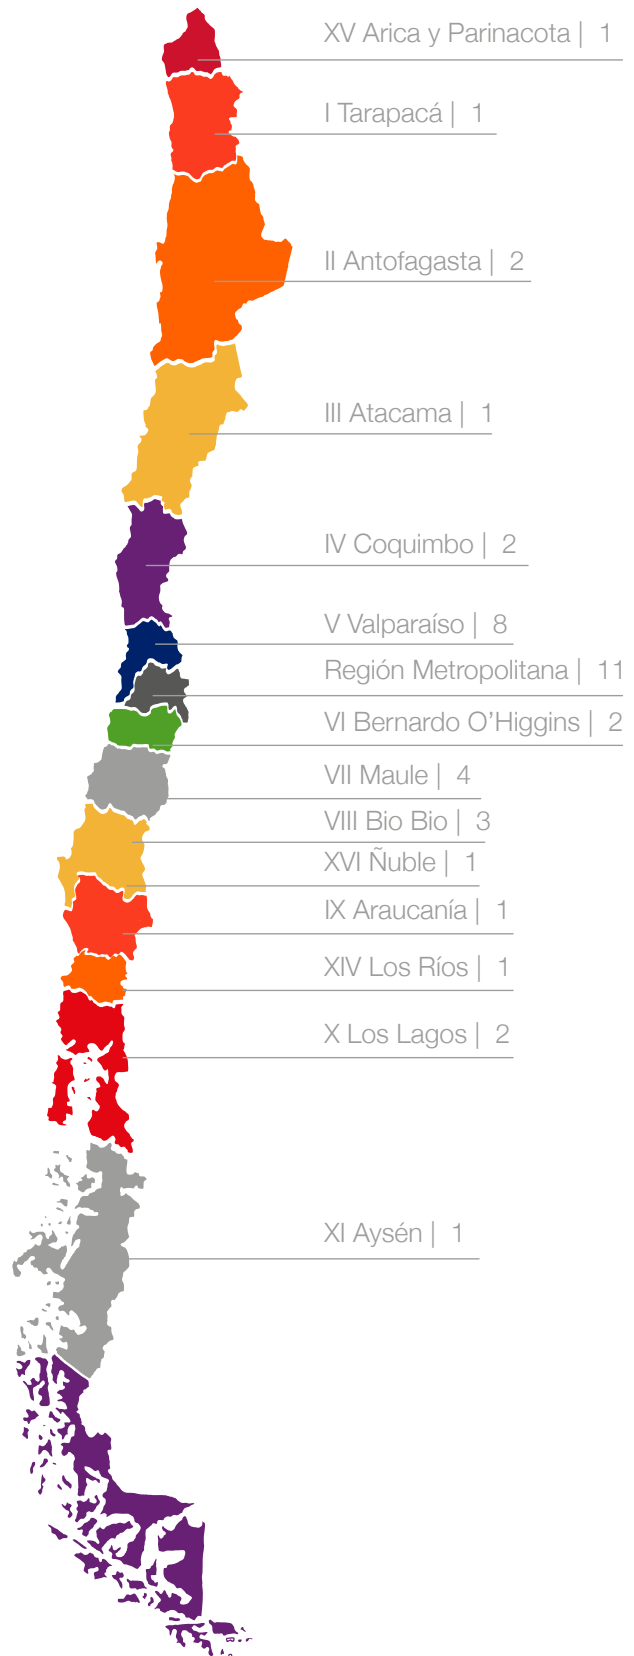 XV Arica y Parinacota | 1
I Tarapacá | 1
II Antofagasta | 2
III Atacama | 1
IV Coquimbo | 2
V Valparaíso | 8
Región Metropolitana | 11
VI Bernardo O’Higgins | 2
VII Maule | 4
VIII Bio Bio | 3
XVI Ñuble | 1
IX Araucanía | 1
XIV Los Ríos | 1
X Los Lagos | 2
XI Aysén | 1